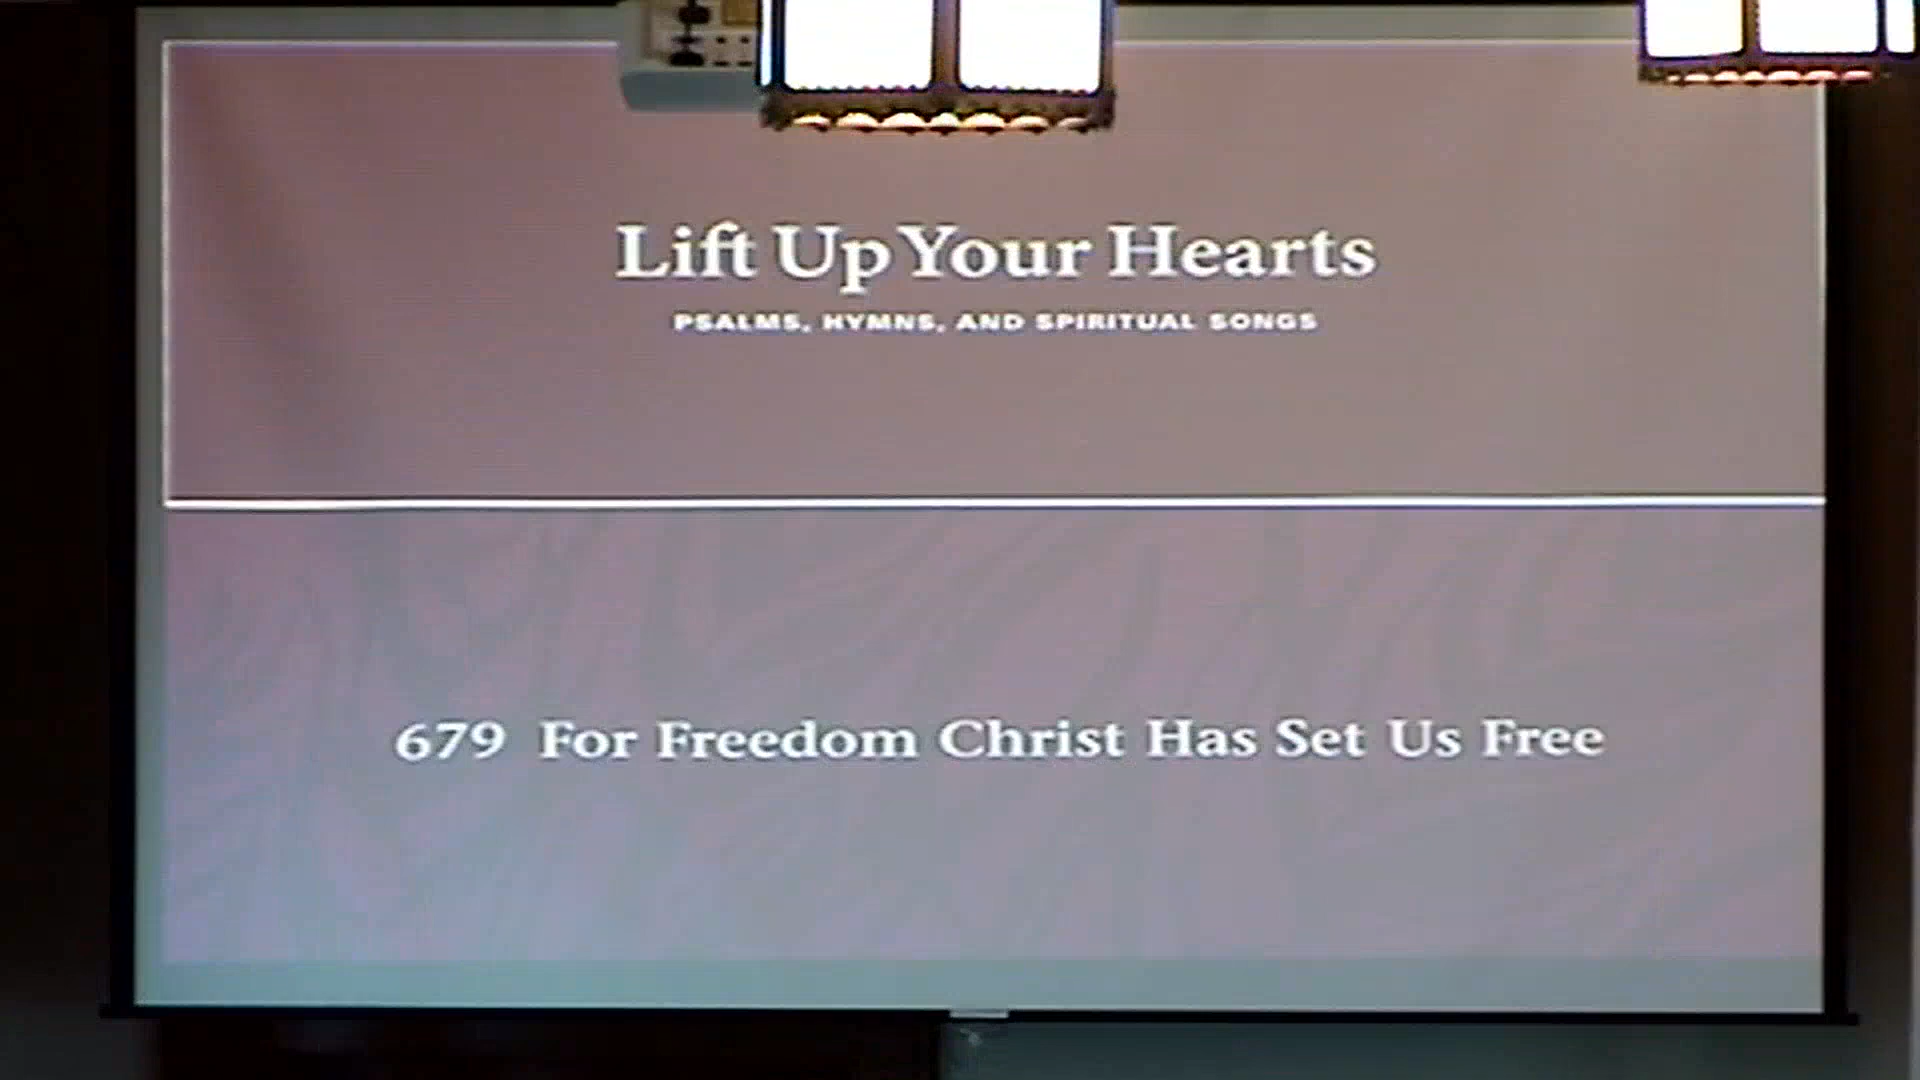 Lift Up Your Hearts
PSALMS, HYMNS, AND SPIRITUAL SONGS
679 For Freedom Christ Has Set Us Free